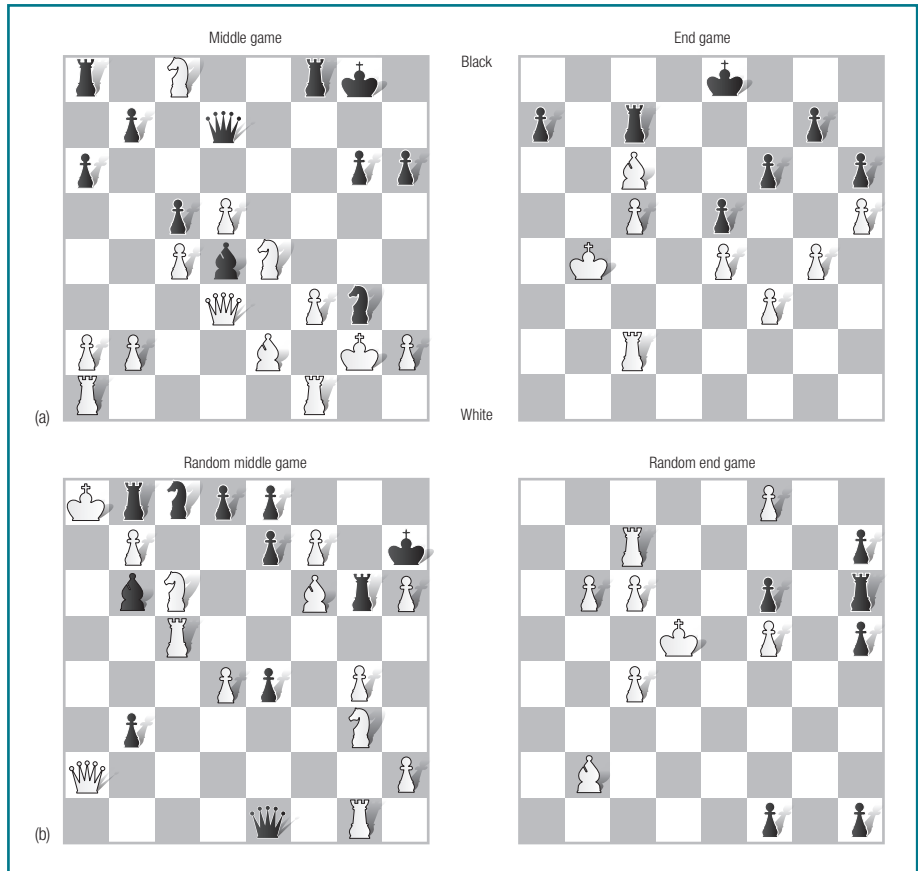 Middle game
Black
End game
(a)
White
Random middle game
Random end game
(b)